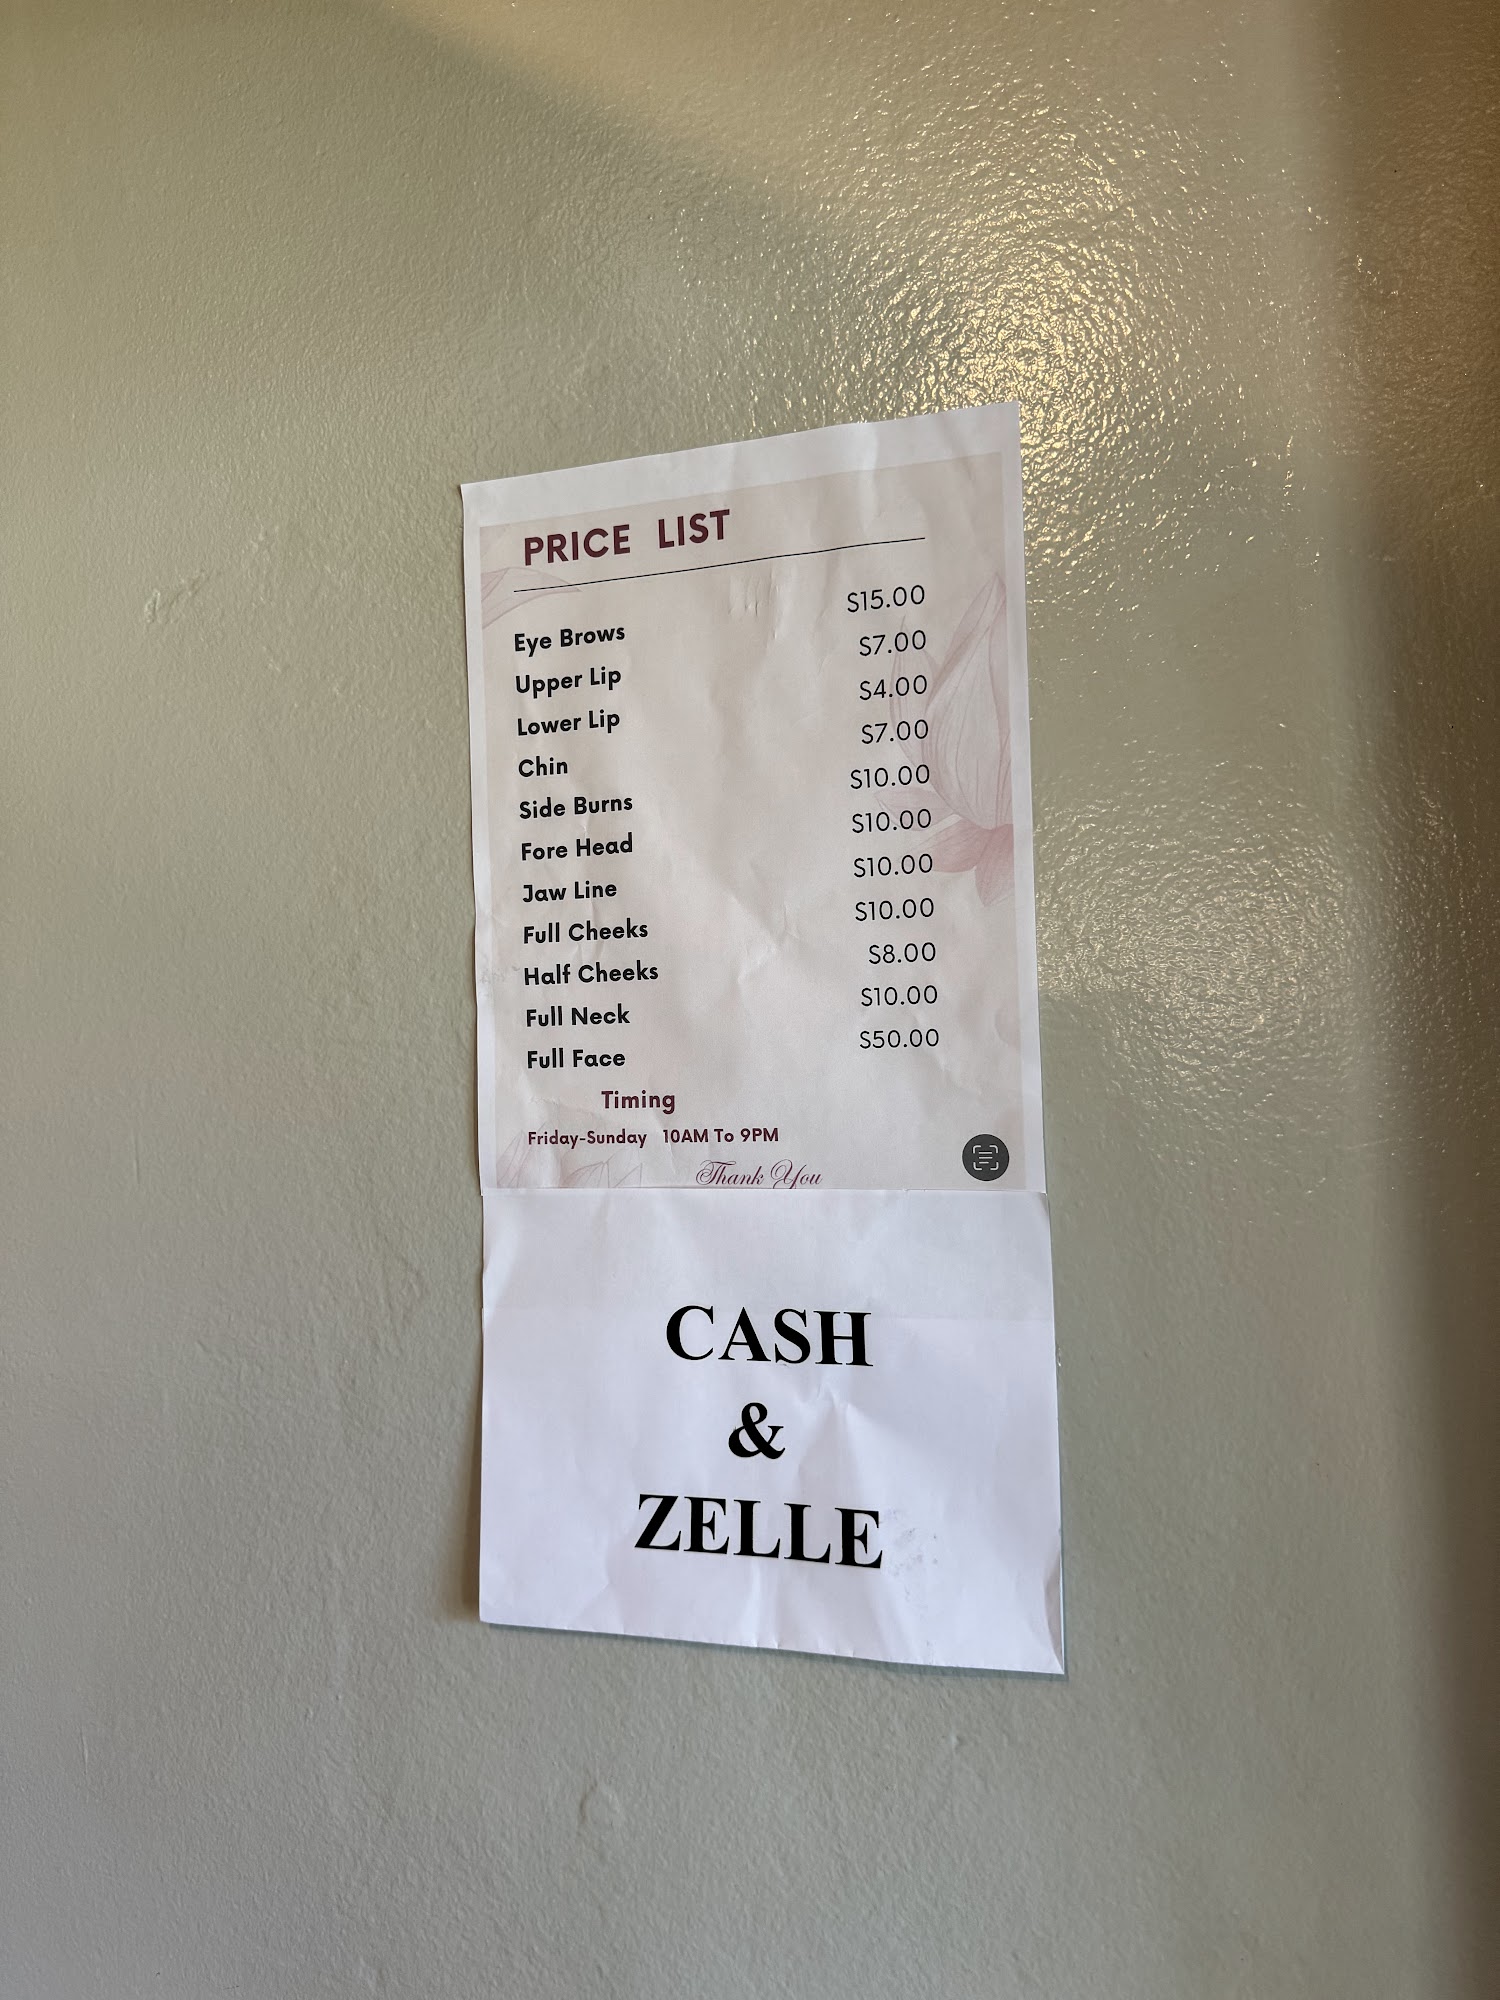 PRICE LIST
Eye Brows $15.00
Upper Lip $7.00
Lower Lip $4.00
Chin $7.00
Side Burns $10.00
Fore Head $10.00
Jaw Line $10.00
Full Cheeks $10.00
Half Cheeks $8.00
Full Neck $10.00
Full Face $50.00
Timing
Friday-Sunday 10AM To 9PM
Thank You
CASH
&
ZELLE